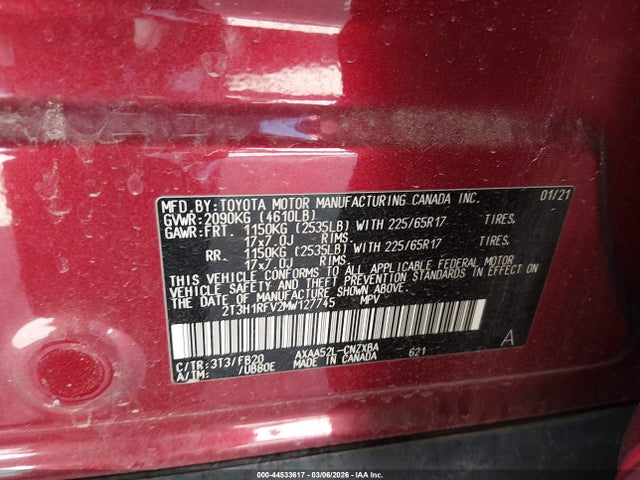 MFD.BY:TOYOTA MOTOR MANUFACTURING CANADA INC. 01/21
GVWR:2090KG (4610LB)
GAWR:FRT. 1150KG (2535LB) WITH 225/65R17 TIRES.
17x7.0J RIMS.
RR. 1150KG (2535LB) WITH 225/65R17 TIRES.
17x7.0J RIMS.
THIS VEHICLE CONFORMS TO ALL APPLICABLE FEDERAL MOTOR
VEHICLE SAFETY AND THEFT PREVENTION STANDARDS IN EFFECT ON
THE DATE OF MANUFACTURE SHOWN ABOVE.
2T3H1RFV2MW127745 MPV
A
C/TR:3T3/FB20 AXAA52L-CNZXBA 621
A/TM: /UB80E MADE IN CANADA
000-44533617 | 03/06/2026 - IAA Inc.